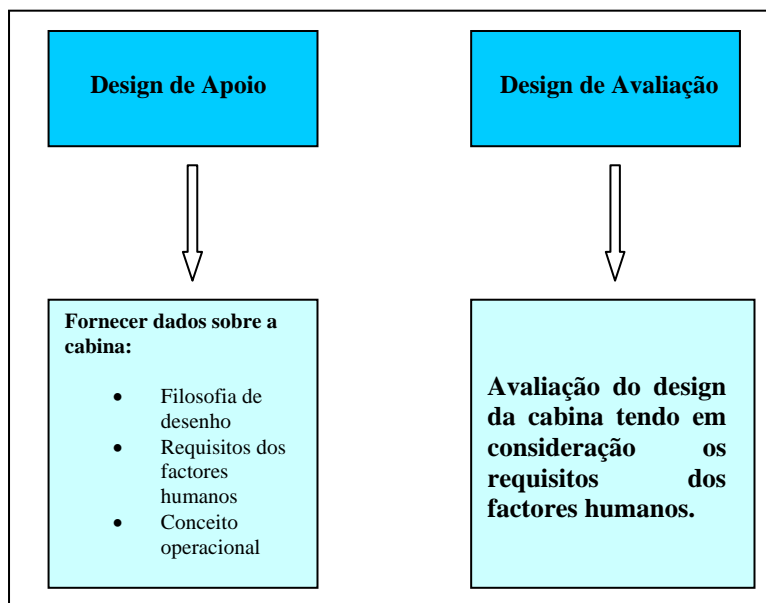 Design de Apoio
Design de Avaliação
Fornecer dados sobre a
cabina:
• Filosofia de
desenho
• Requisitos dos
factores
humanos
• Conceito
operacional
Avaliação do design
da cabina tendo em
consideração os
requisitos dos
factores humanos.